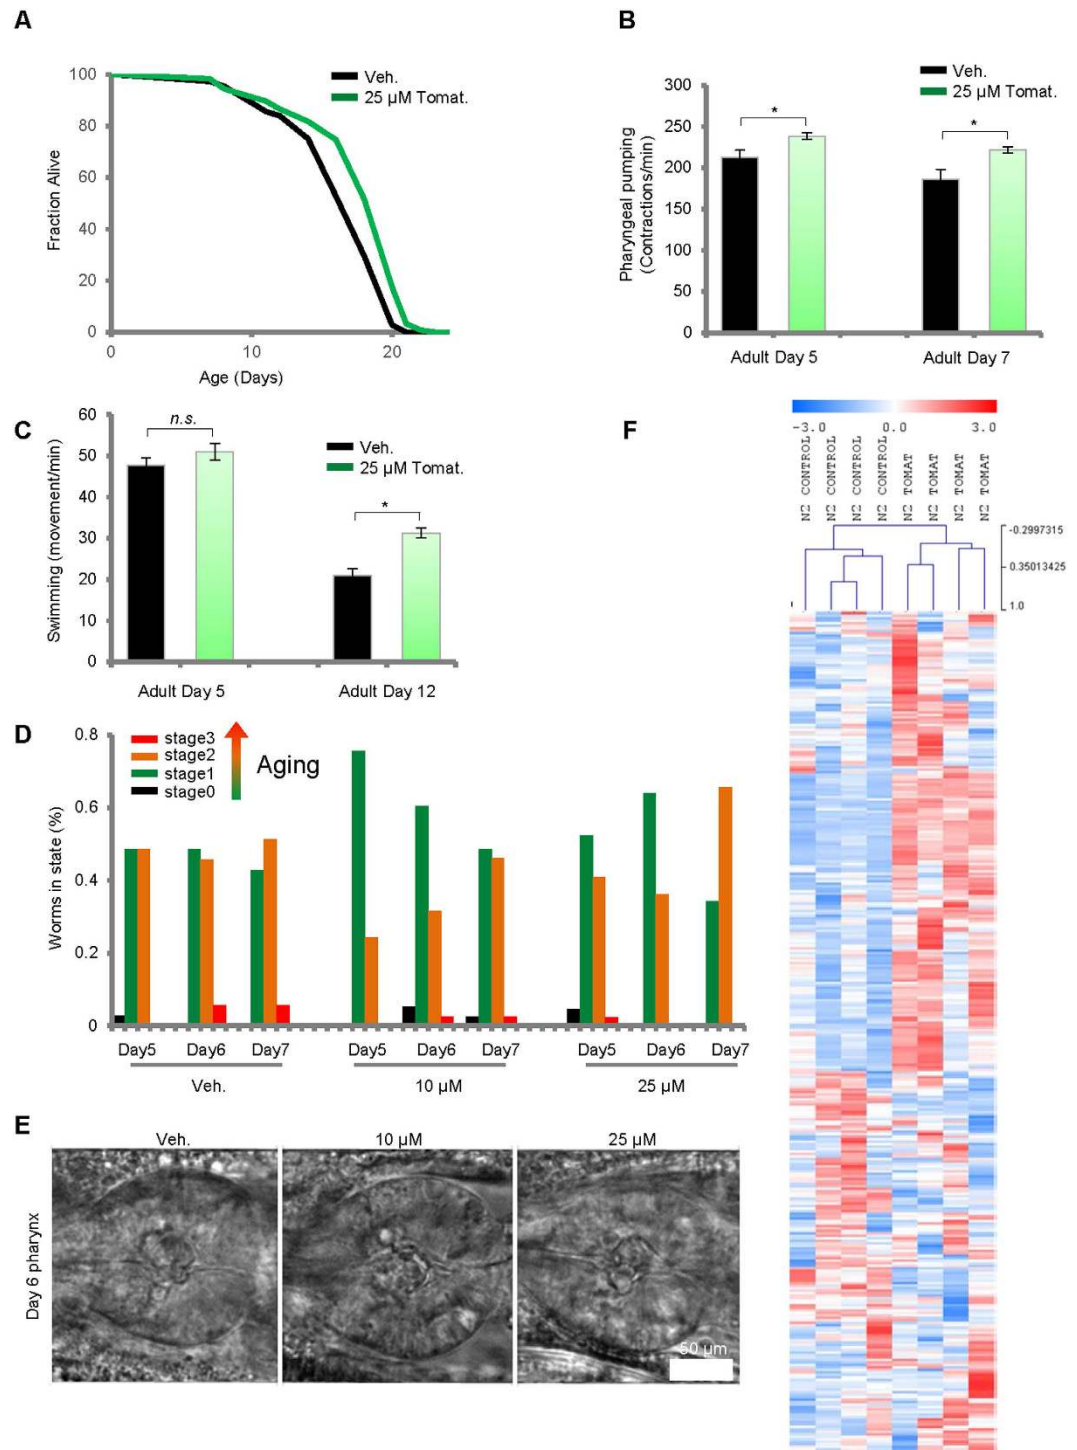 A
Fraction Alive
100
80
60
40
20
0
0 10 20
Age (Days)
Veh.
25 µM Tomat.
B
Pharyngeal pumping
(Contractions/min)
300
250
200
150
100
50
0
Veh.
25 µM Tomat.
*
*
Adult Day 5
Adult Day 7
C
Swimming (movement/min)
60
50
40
30
20
10
0
n.s.
*
Veh.
25 µM Tomat.
Adult Day 5
Adult Day 12
D
Worms in state (%)
0.8
0.6
0.4
0.2
0
stage3
stage2
stage1
stage0
Aging
Day5 Day6 Day7 Day5 Day6 Day7 Day5 Day6 Day7
Veh. 10 µM 25 µM
E
Veh. 10 µM 25 µM
Day 6 pharynx
50 µm
F
-3.0 0.0 3.0
N2 CONTROL
N2 CONTROL
N2 CONTROL
N2 CONTROL
N2 TOMAT
N2 TOMAT
N2 TOMAT
N2 TOMAT
-0.2997315
0.35013425
1.0